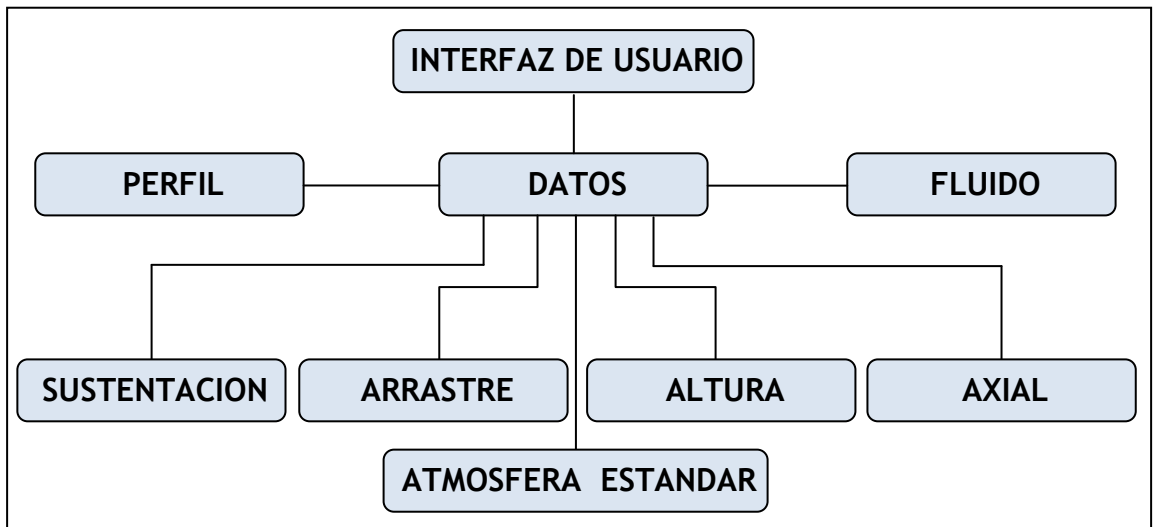 INTERFAZ DE USUARIO
PERFIL
DATOS
FLUIDO
SUSTENTACION
ARRASTRE
ALTURA
AXIAL
ATMOSFERA ESTANDAR